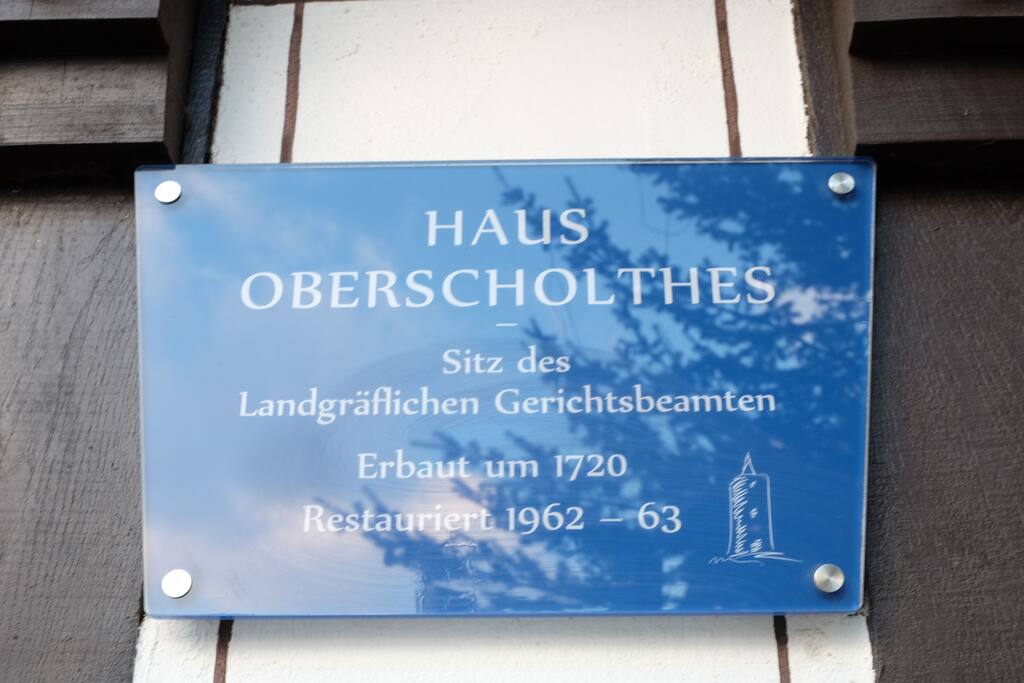 HAUS
OBERSCHOLTHES
–
Sitz des
Landgräflichen Gerichtsbeamten
Erbaut um 1720
Restauriert 1962 – 63